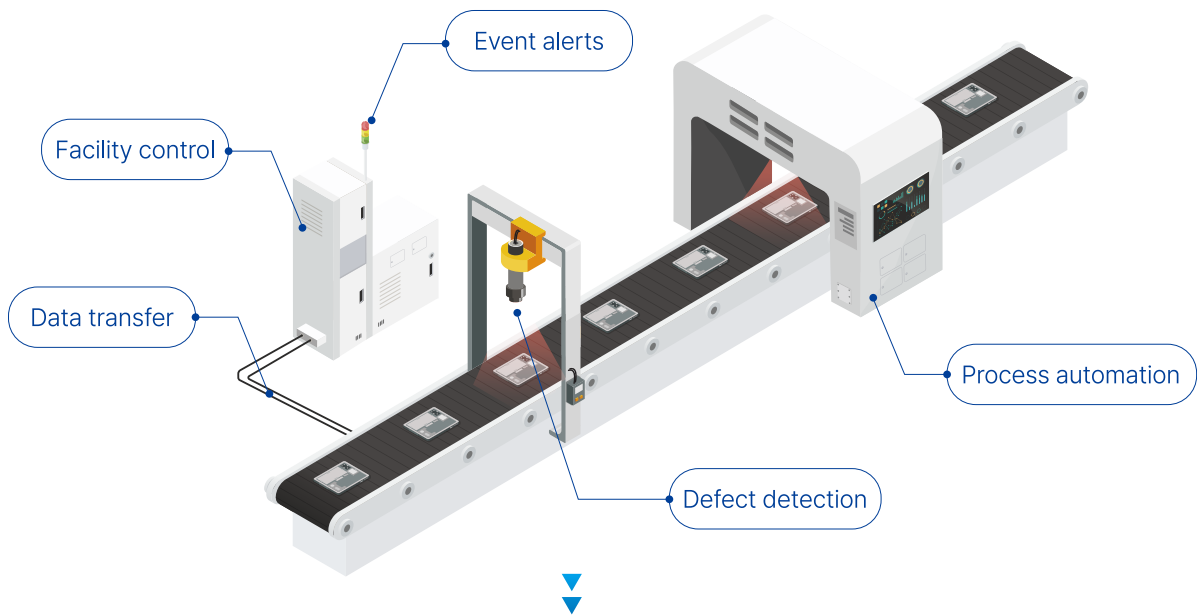 Event alerts
Facility control
Data transfer
Process automation
Defect detection